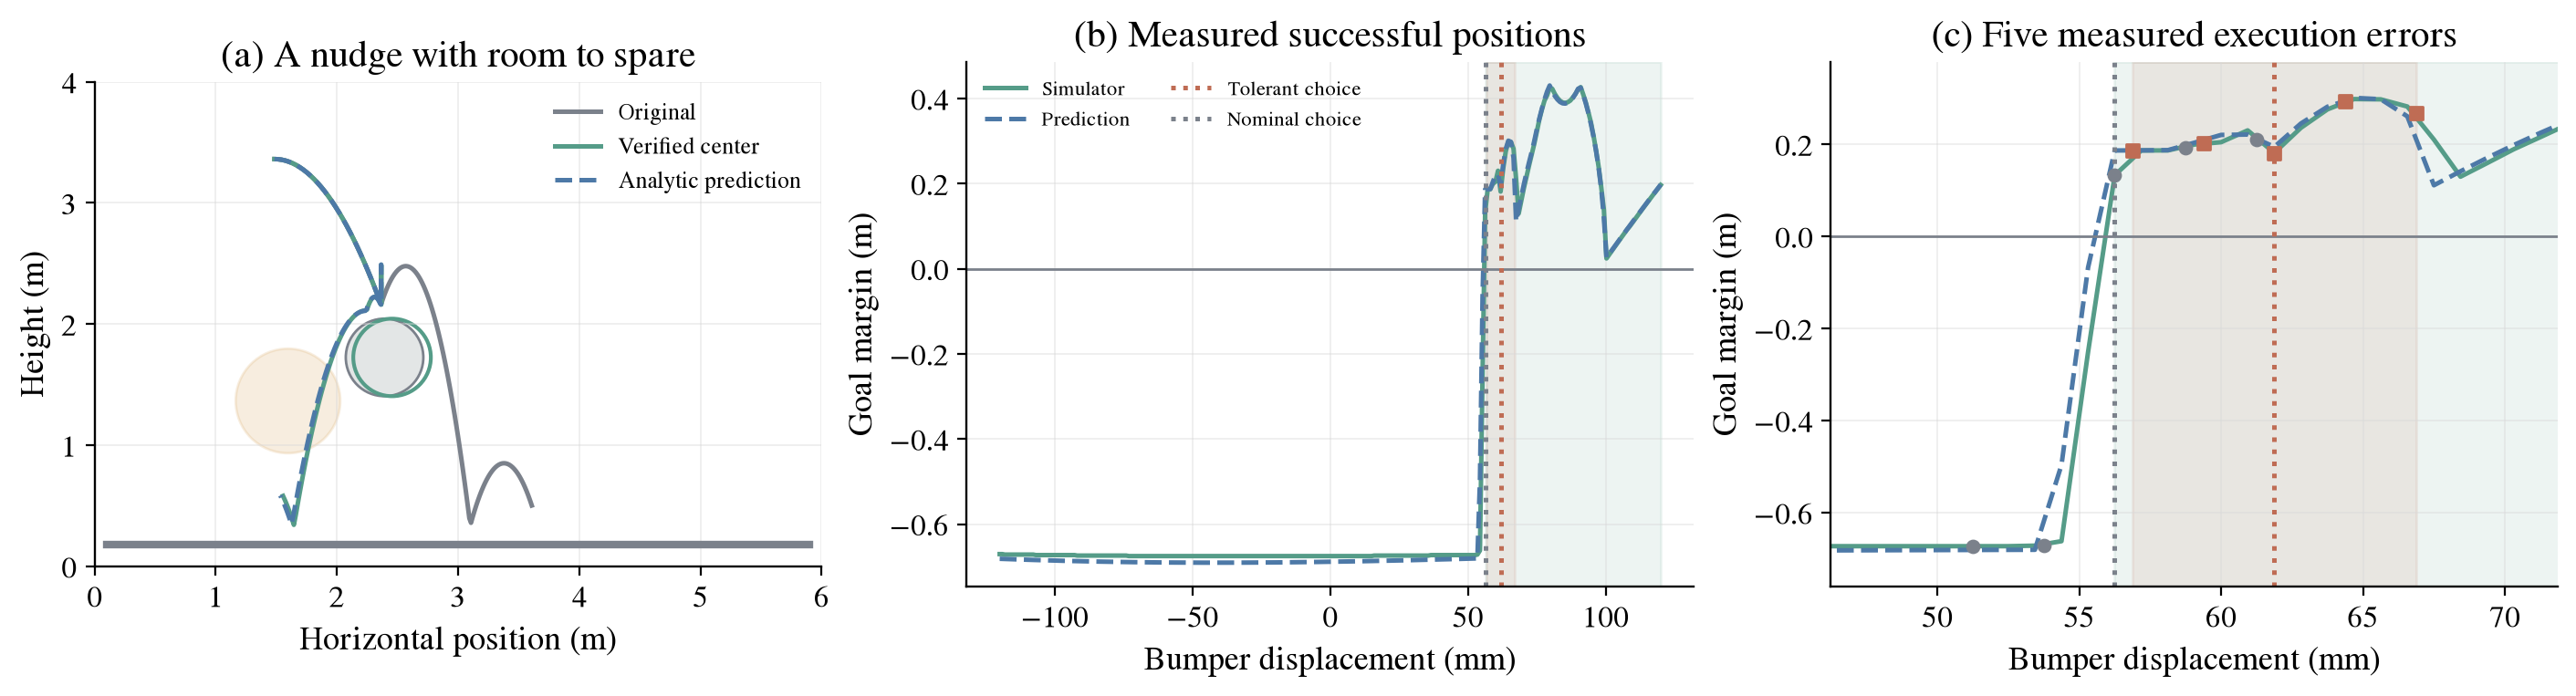 (a) A nudge with room to spare
Original
Verified center
Analytic prediction
4
3
2
1
0
Height (m)
0 1 2 3 4 5 6
Horizontal position (m)
(b) Measured successful positions
Simulator
Prediction
Tolerant choice
Nominal choice
0.4
0.2
0.0
−0.2
−0.4
−0.6
Goal margin (m)
−100 −50 0 50 100
Bumper displacement (mm)
(c) Five measured execution errors
0.2
0.0
−0.2
−0.4
−0.6
Goal margin (m)
50 55 60 65 70
Bumper displacement (mm)